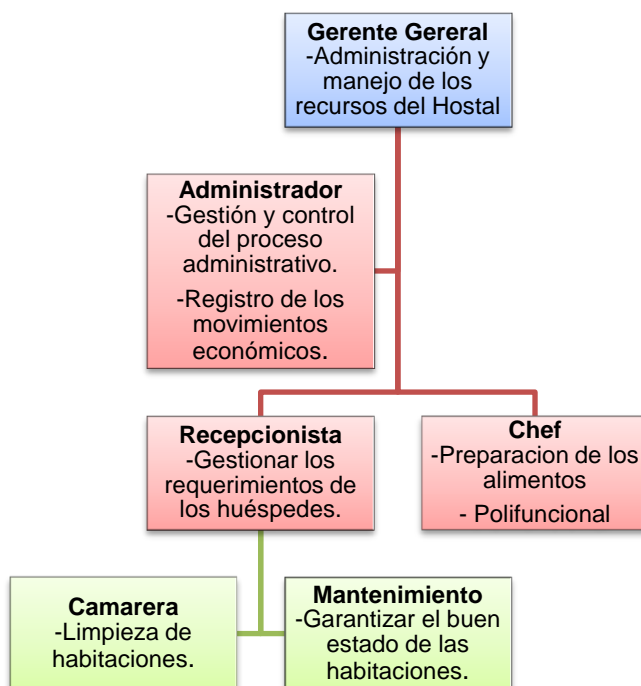 Gerente Gereral
-Administración y
manejo de los
recursos del Hostal
Administrador
-Gestión y control
del proceso
administrativo.
-Registro de los
movimientos
económicos.
Recepcionista
-Gestionar los
requerimientos de
los huéspedes.
Chef
-Preparacion de los
alimentos
- Polifuncional
Camarera
-Limpieza de
habitaciones.
Mantenimiento
-Garantizar el buen
estado de las
habitaciones.